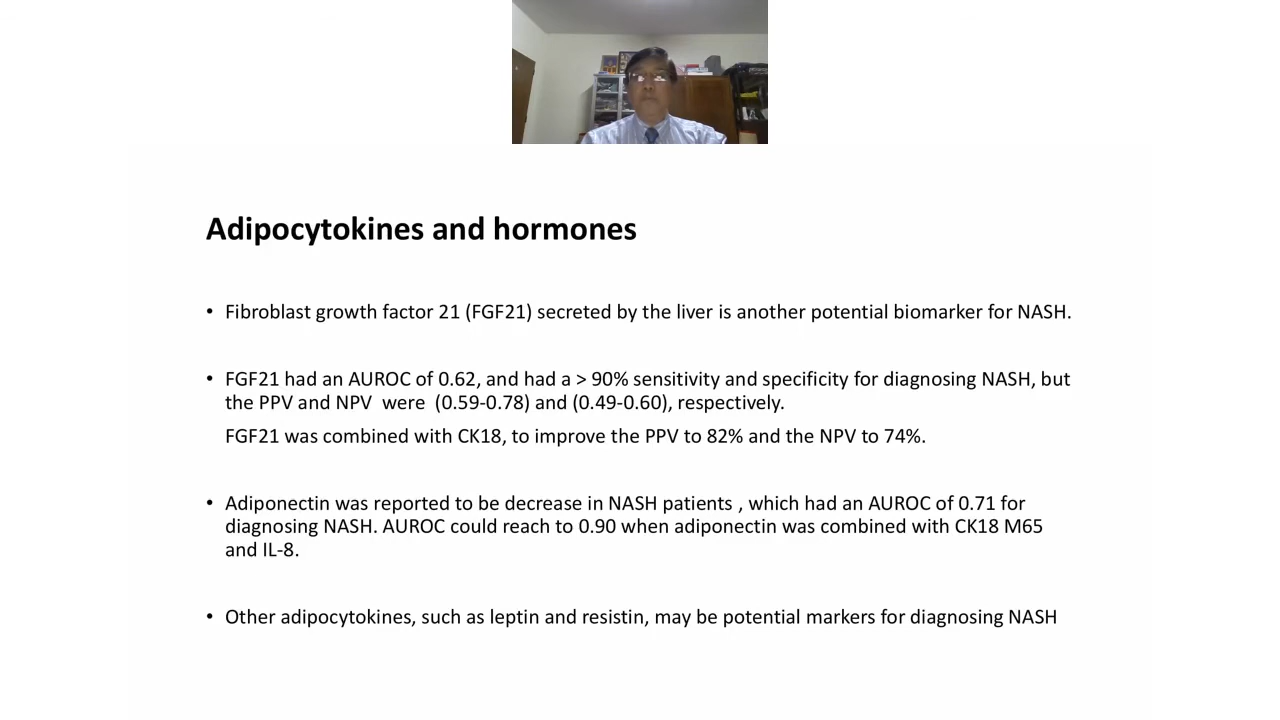 Adipocytokines and hormones
• Fibroblast growth factor 21 (FGF21) secreted by the liver is another potential biomarker for NASH.
• FGF21 had an AUROC of 0.62, and had a > 90% sensitivity and specificity for diagnosing NASH, but
the PPV and NPV were (0.59-0.78) and (0.49-0.60), respectively.
FGF21 was combined with CK18, to improve the PPV to 82% and the NPV to 74%.
• Adiponectin was reported to be decrease in NASH patients , which had an AUROC of 0.71 for
diagnosing NASH. AUROC could reach to 0.90 when adiponectin was combined with CK18 M65
and IL-8.
• Other adipocytokines, such as leptin and resistin, may be potential markers for diagnosing NASH